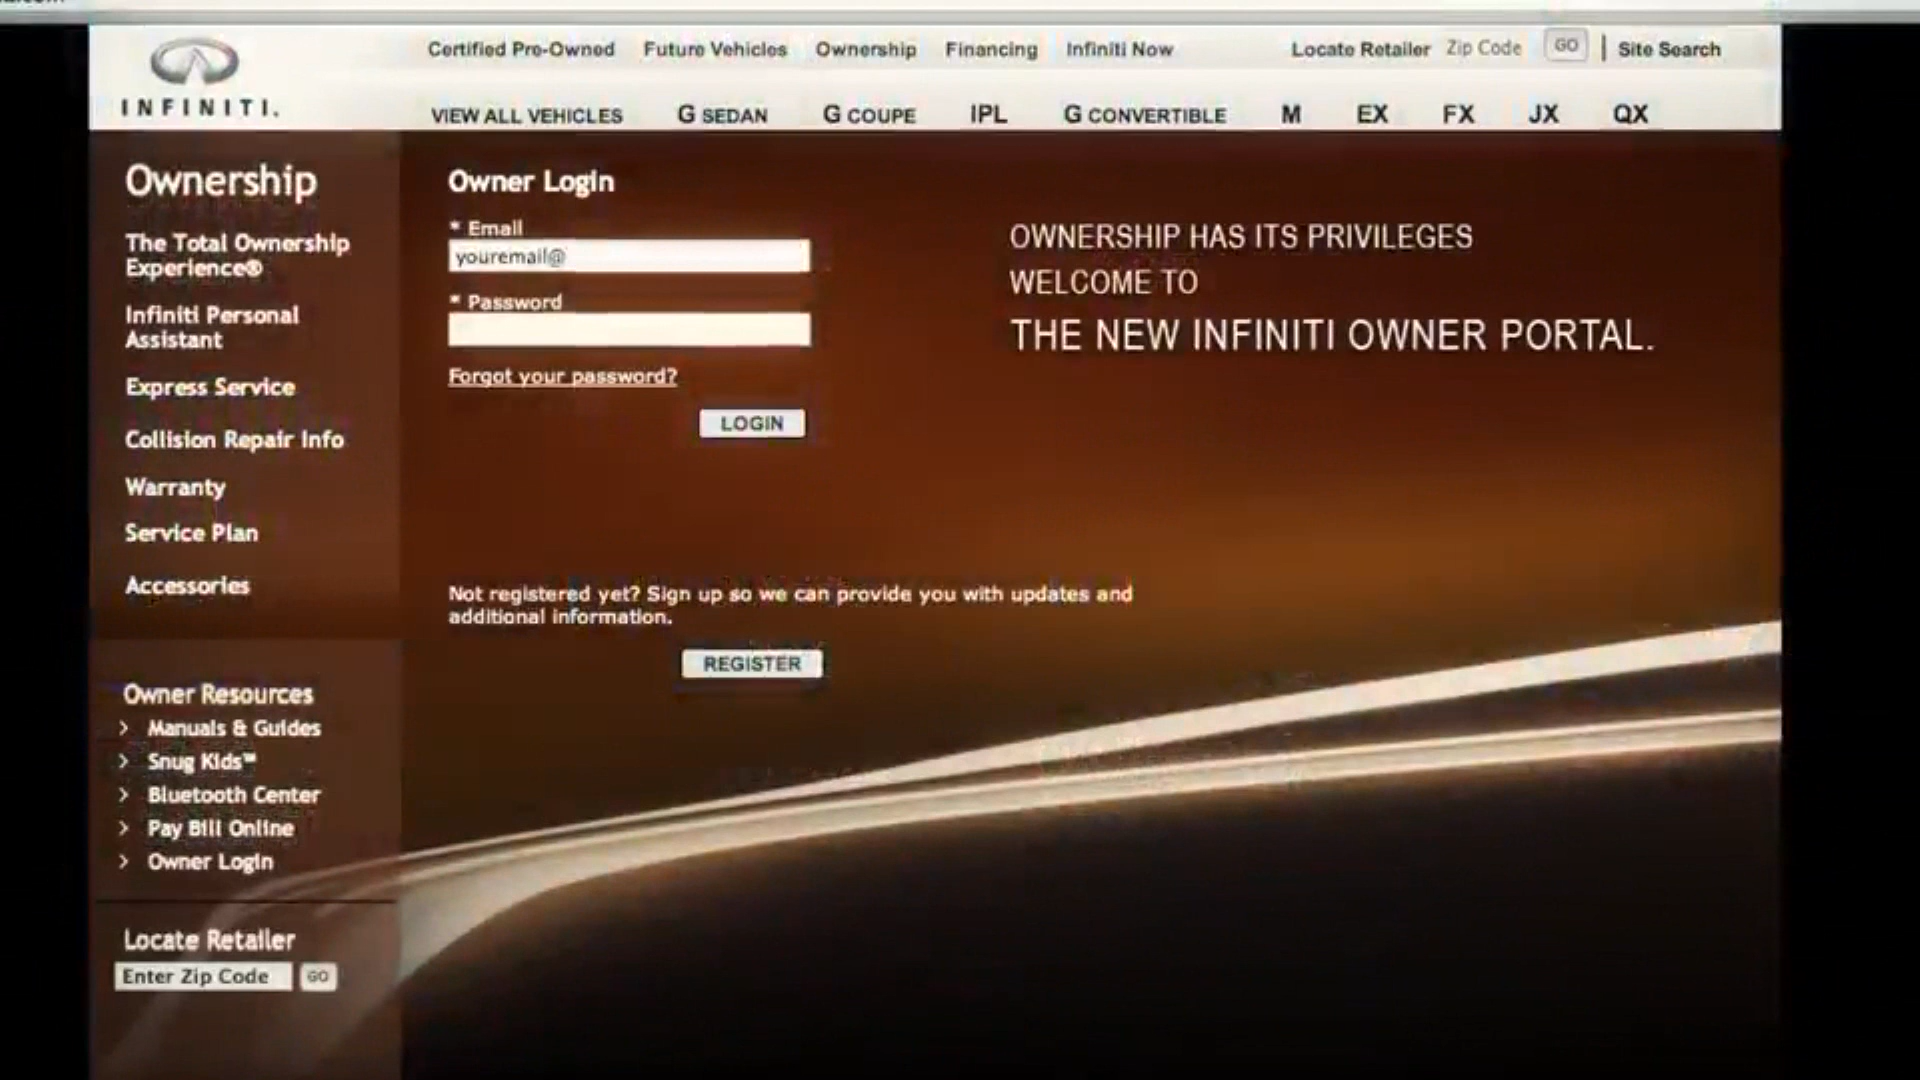 INFINITI.
Certified Pre-Owned Future Vehicles Ownership Financing Infiniti Now Locate Retailer Zip Code GO | Site Search
VIEW ALL VEHICLES G SEDAN G COUPE IPL G CONVERTIBLE M EX FX JX QX
Ownership
The Total Ownership
Experience®
Infiniti Personal
Assistant
Express Service
Collision Repair Info
Warranty
Service Plan
Accessories
Owner Resources
> Manuals & Guides
> Snug Kids™
> Bluetooth Center
> Pay Bill Online
> Owner Login
Locate Retailer
Enter Zip Code GO
Owner Login
* Email
youremail@
* Password
Forgot your password?
LOGIN
Not registered yet? Sign up so we can provide you with updates and
additional information.
REGISTER
OWNERSHIP HAS ITS PRIVILEGES
WELCOME TO
THE NEW INFINITI OWNER PORTAL.